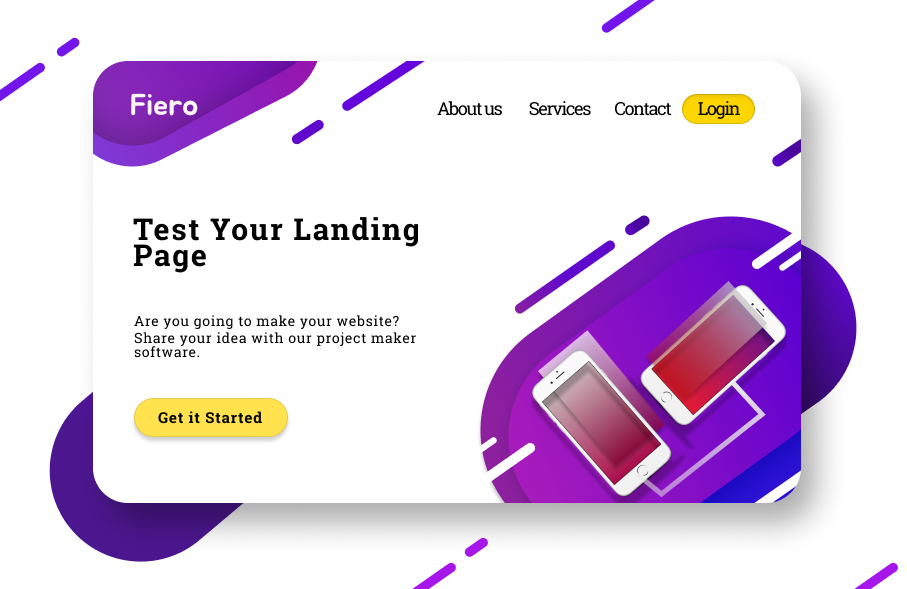 Fiero
About us Services Contact Login
Test Your Landing
Page
Are you going to make your website?
Share your idea with our project maker
software.
Get it Started